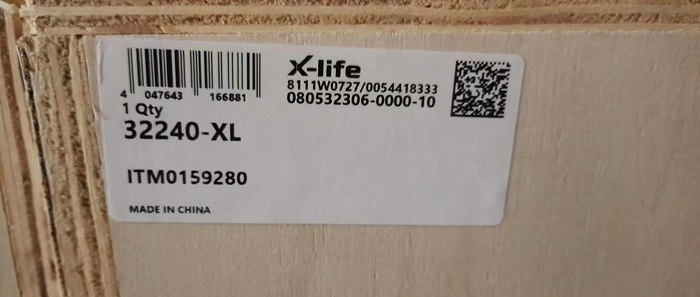 4 047643 166881
X-life
8111W0727/0054418333
080532306-0000-10
1 Qty
32240-XL
ITM0159280
MADE IN CHINA